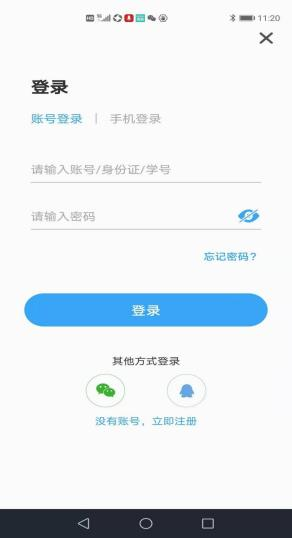 11:20
登录
账号登录 | 手机登录
请输入账号/身份证/学号
请输入密码
忘记密码?
登录
其他方式登录
没有账号，立即注册